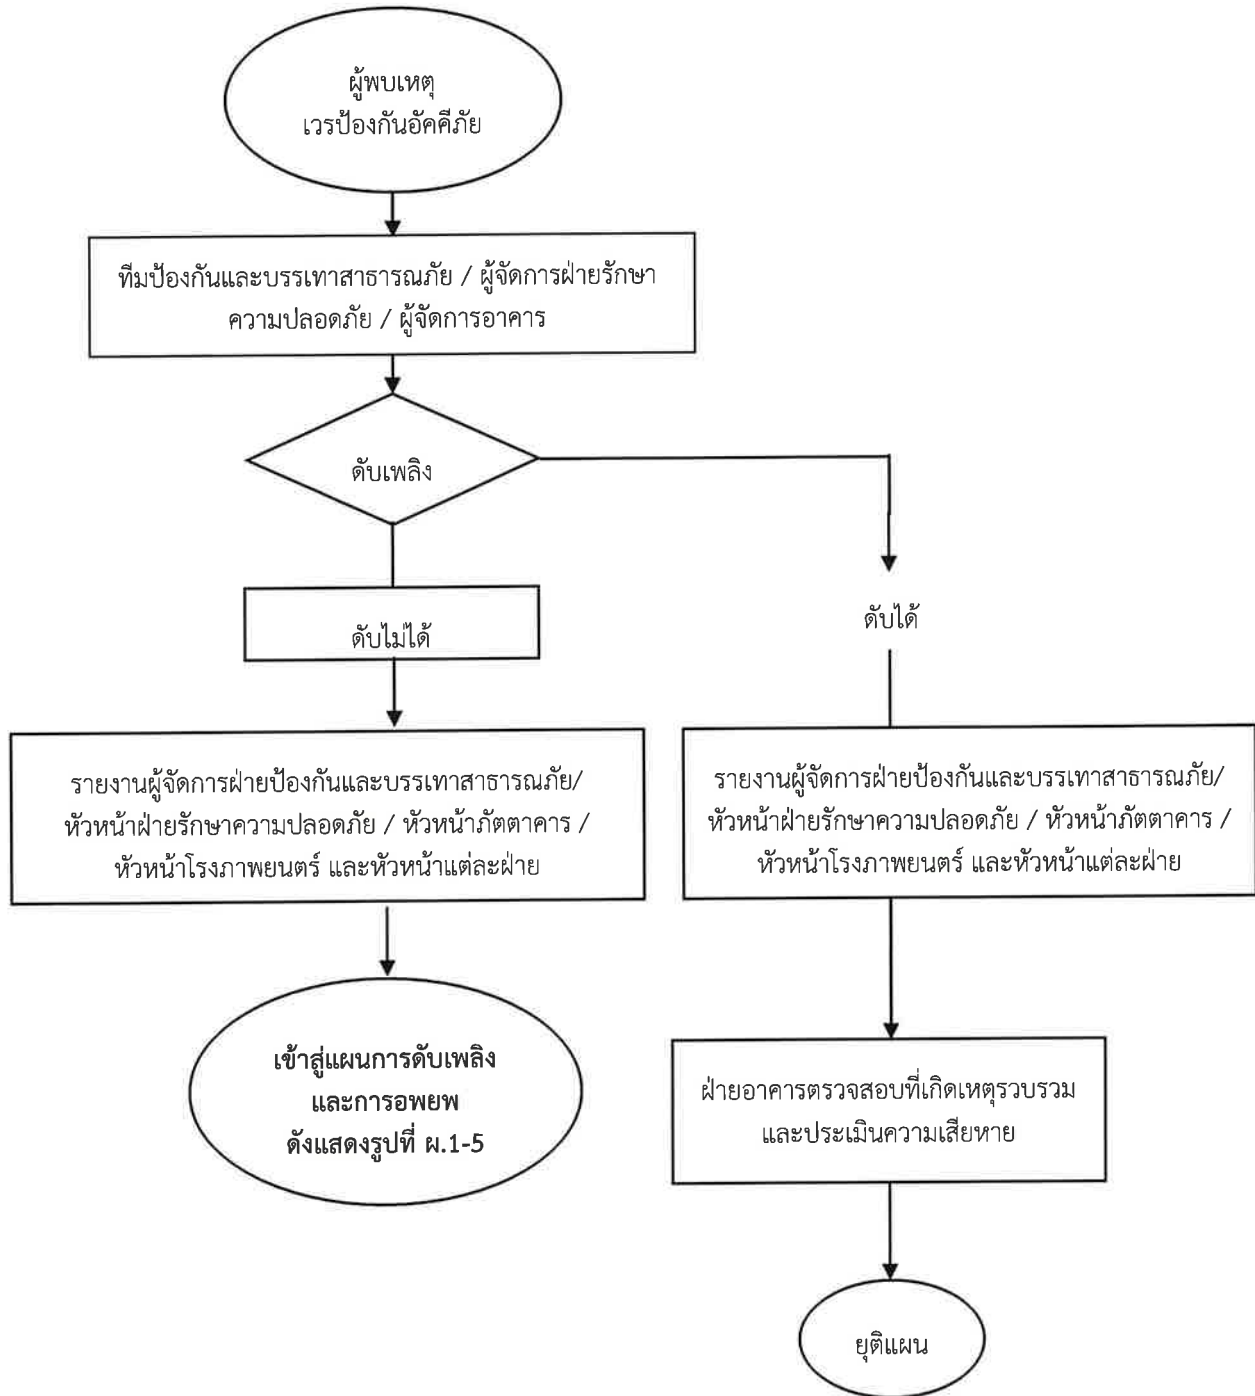 ผู้พบเหตุ
เวรป้องกันอัคคีภัย
ทีมป้องกันและบรรเทาสาธารณภัย / ผู้จัดการฝ่ายรักษา
ความปลอดภัย / ผู้จัดการอาคาร
ดับเพลิง
ดับไม่ได้
ดับได้
รายงานผู้จัดการฝ่ายป้องกันและบรรเทาสาธารณภัย/
หัวหน้าฝ่ายรักษาความปลอดภัย / หัวหน้าภัตตาคาร /
หัวหน้าโรงภาพยนตร์ และหัวหน้าแต่ละฝ่าย
รายงานผู้จัดการฝ่ายป้องกันและบรรเทาสาธารณภัย/
หัวหน้าฝ่ายรักษาความปลอดภัย / หัวหน้าภัตตาคาร /
หัวหน้าโรงภาพยนตร์ และหัวหน้าแต่ละฝ่าย
เข้าสู่แผนการดับเพลิง
และการอพยพ
ดังแสดงรูปที่ ผ.1-5
ฝ่ายอาคารตรวจสอบที่เกิดเหตุรวบรวม
และประเมินความเสียหาย
ยุติแผน